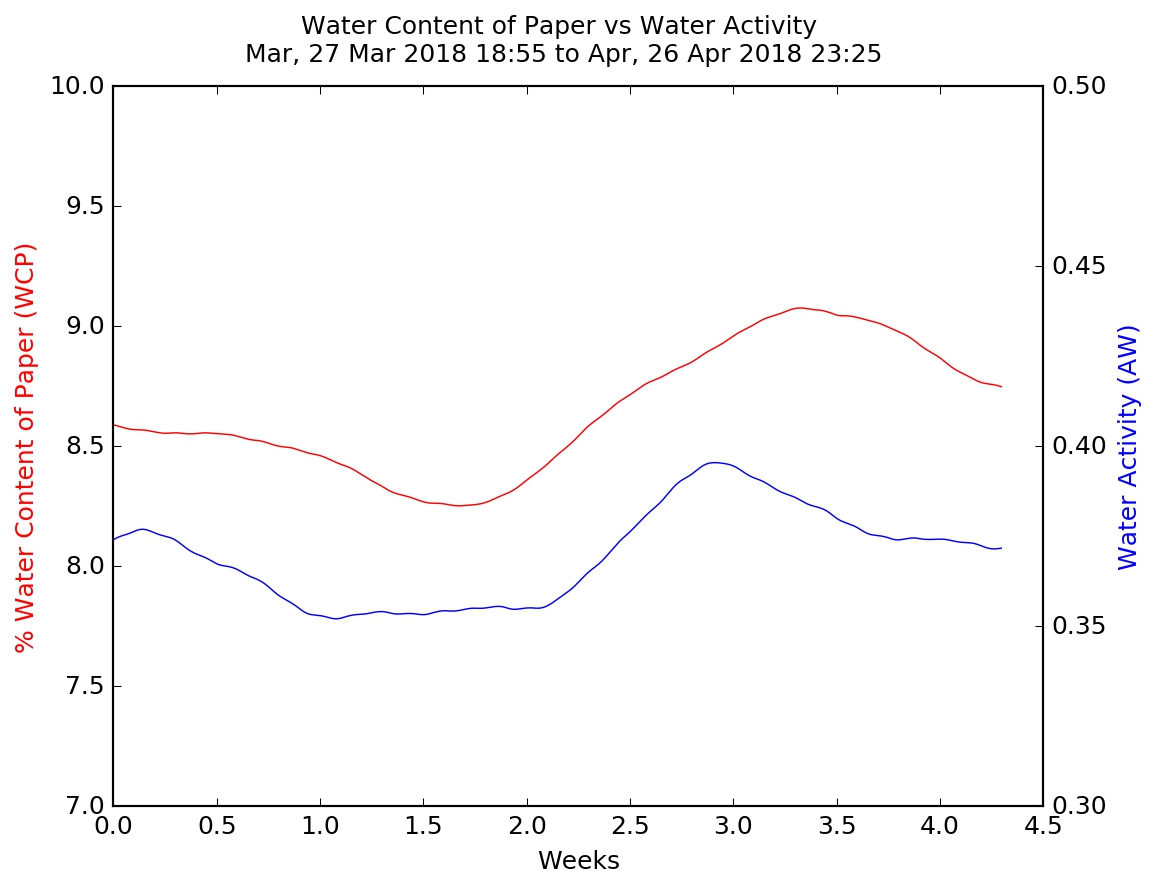 Water Content of Paper vs Water Activity
Mar, 27 Mar 2018 18:55 to Apr, 26 Apr 2018 23:25
% Water Content of Paper (WCP)
10.0
9.5
9.0
8.5
8.0
7.5
7.0
0.50
0.45
0.40
0.35
0.30
Water Activity (AW)
0.0 0.5 1.0 1.5 2.0 2.5 3.0 3.5 4.0 4.5
Weeks